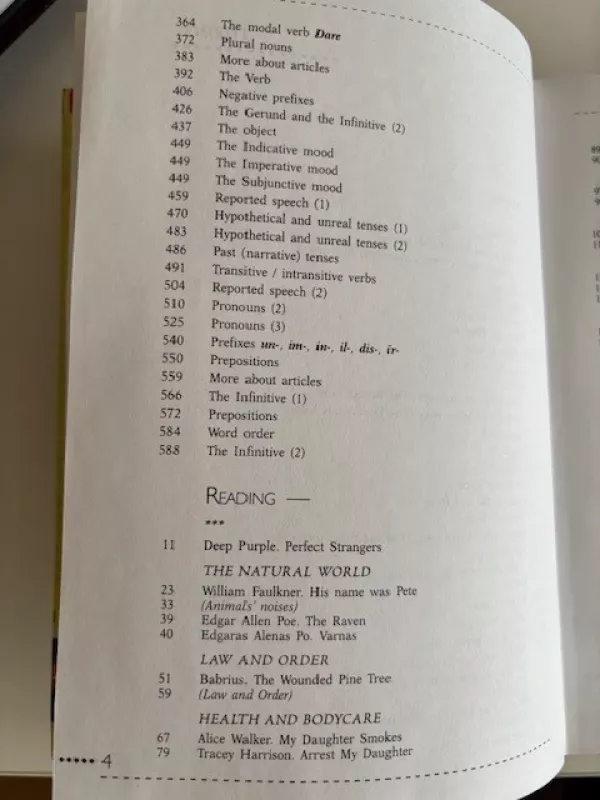 364 The modal verb Dare
372 Plural nouns
383 More about articles
392 The Verb
406 Negative prefixes
426 The Gerund and the Infinitive (2)
437 The object
449 The Indicative mood
449 The Imperative mood
449 The Subjunctive mood
459 Reported speech (1)
470 Hypothetical and unreal tenses (1)
483 Hypothetical and unreal tenses (2)
486 Past (narrative) tenses
491 Transitive / intransitive verbs
504 Reported speech (2)
510 Pronouns (2)
525 Pronouns (3)
540 Prefixes un-, im-, in-, il-, dis-, ir-
550 Prepositions
559 More about articles
566 The Infinitive (1)
572 Prepositions
584 Word order
588 The Infinitive (2)
READING —
***
11 Deep Purple. Perfect Strangers
THE NATURAL WORLD
23 William Faulkner. His name was Pete
33 (Animal's' noises)
39 Edgar Allen Poe. The Raven
40 Edgaras Alenas Po. Varnas
LAW AND ORDER
51 Babrius. The Wounded Pine Tree
59 (Law and Order)
HEALTH AND BODYCARE
67 Alice Walker. My Daughter Smokes
79 Tracey Harrison. Arrest My Daughter
4